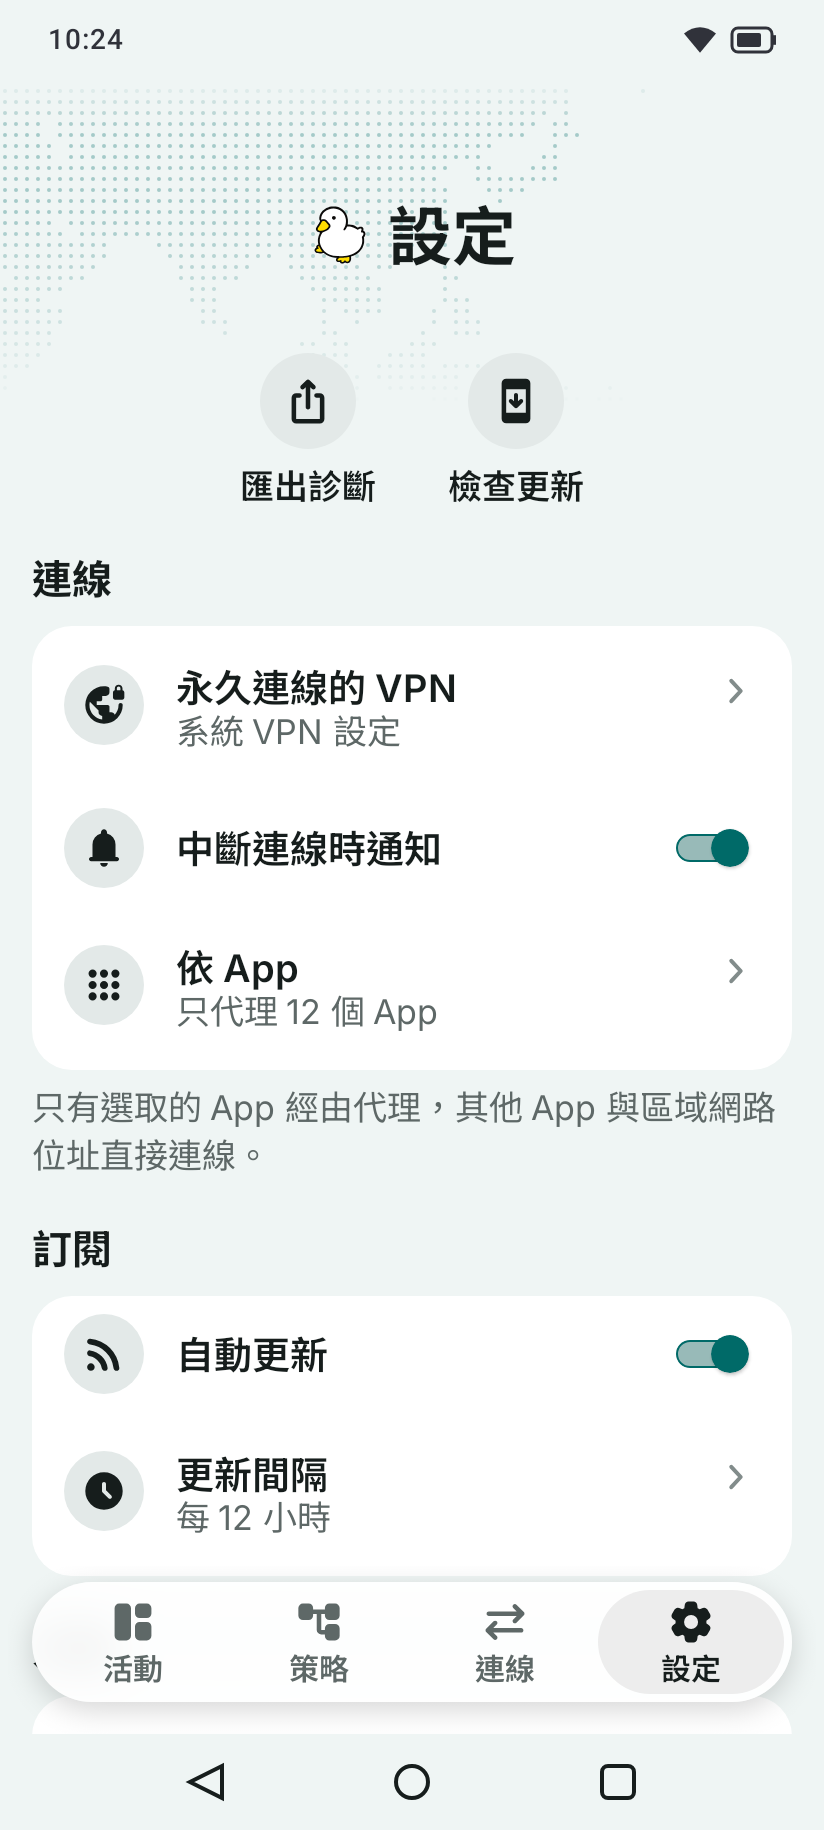 10:24
設定
匯出診斷
檢查更新
連線
永久連線的 VPN
系統 VPN 設定
中斷連線時通知
依 App
只代理 12 個 App
只有選取的 App 經由代理，其他 App 與區域網路
位址直接連線。
訂閱
自動更新
更新間隔
每 12 小時
活動
策略
連線
設定